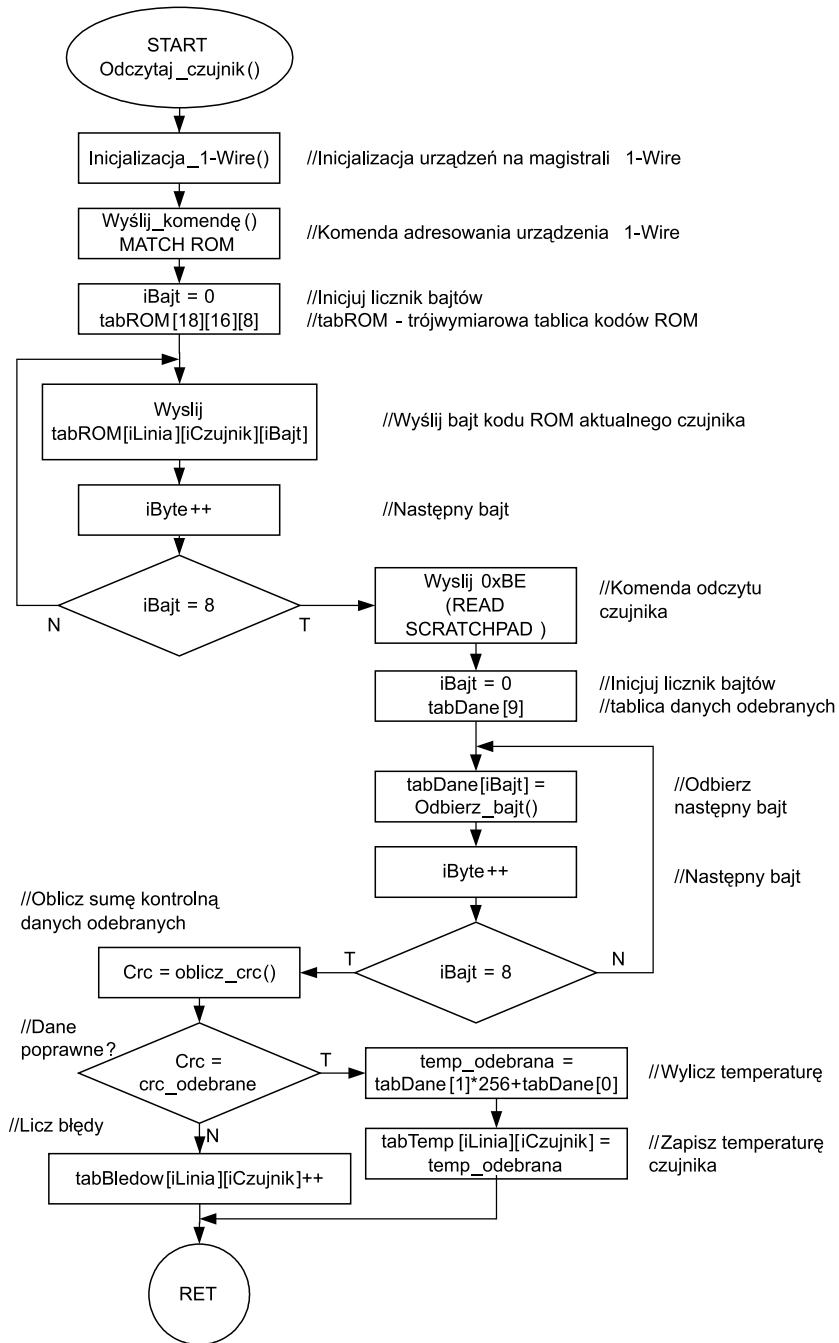 START
Odczytaj_czujnik()
Inicjalizacja_1-Wire()
//Inicjalizacja urządzeń na magistrali 1-Wire
Wyślij_komendę()
MATCH ROM
//Komenda adresowania urządzenia 1-Wire
iBajt = 0
tabROM[18][16][8]
//Inicjuj licznik bajtów
//tabROM - trójwymiarowa tablica kodów ROM
Wyslij
tabROM[iLinia][iCzujnik][iBajt]
//Wyślij bajt kodu ROM aktualnego czujnika
iByte++
//Następny bajt
iBajt = 8
N
T
Wyslij 0xBE
(READ
SCRATCHPAD )
//Komenda odczytu
czujnika
iBajt = 0
tabDane[9]
//Inicjuj licznik bajtów
//tablica danych odebranych
tabDane[iBajt] =
Odbierz_bajt()
//Odbierz
następny bajt
iByte++
//Następny bajt
iBajt = 8
T
N
//Oblicz sumę kontrolną
danych odebranych
Crc = oblicz_crc()
//Dane
poprawne?
Crc =
crc_odebrane
T
N
temp_odebrana =
tabDane[1]*256+tabDane[0]
//Wylicz temperaturę
//Licz błędy
tabBledow[iLinia][iCzujnik]++
tabTemp[iLinia][iCzujnik] =
temp_odebrana
//Zapisz temperaturę
czujnika
RET